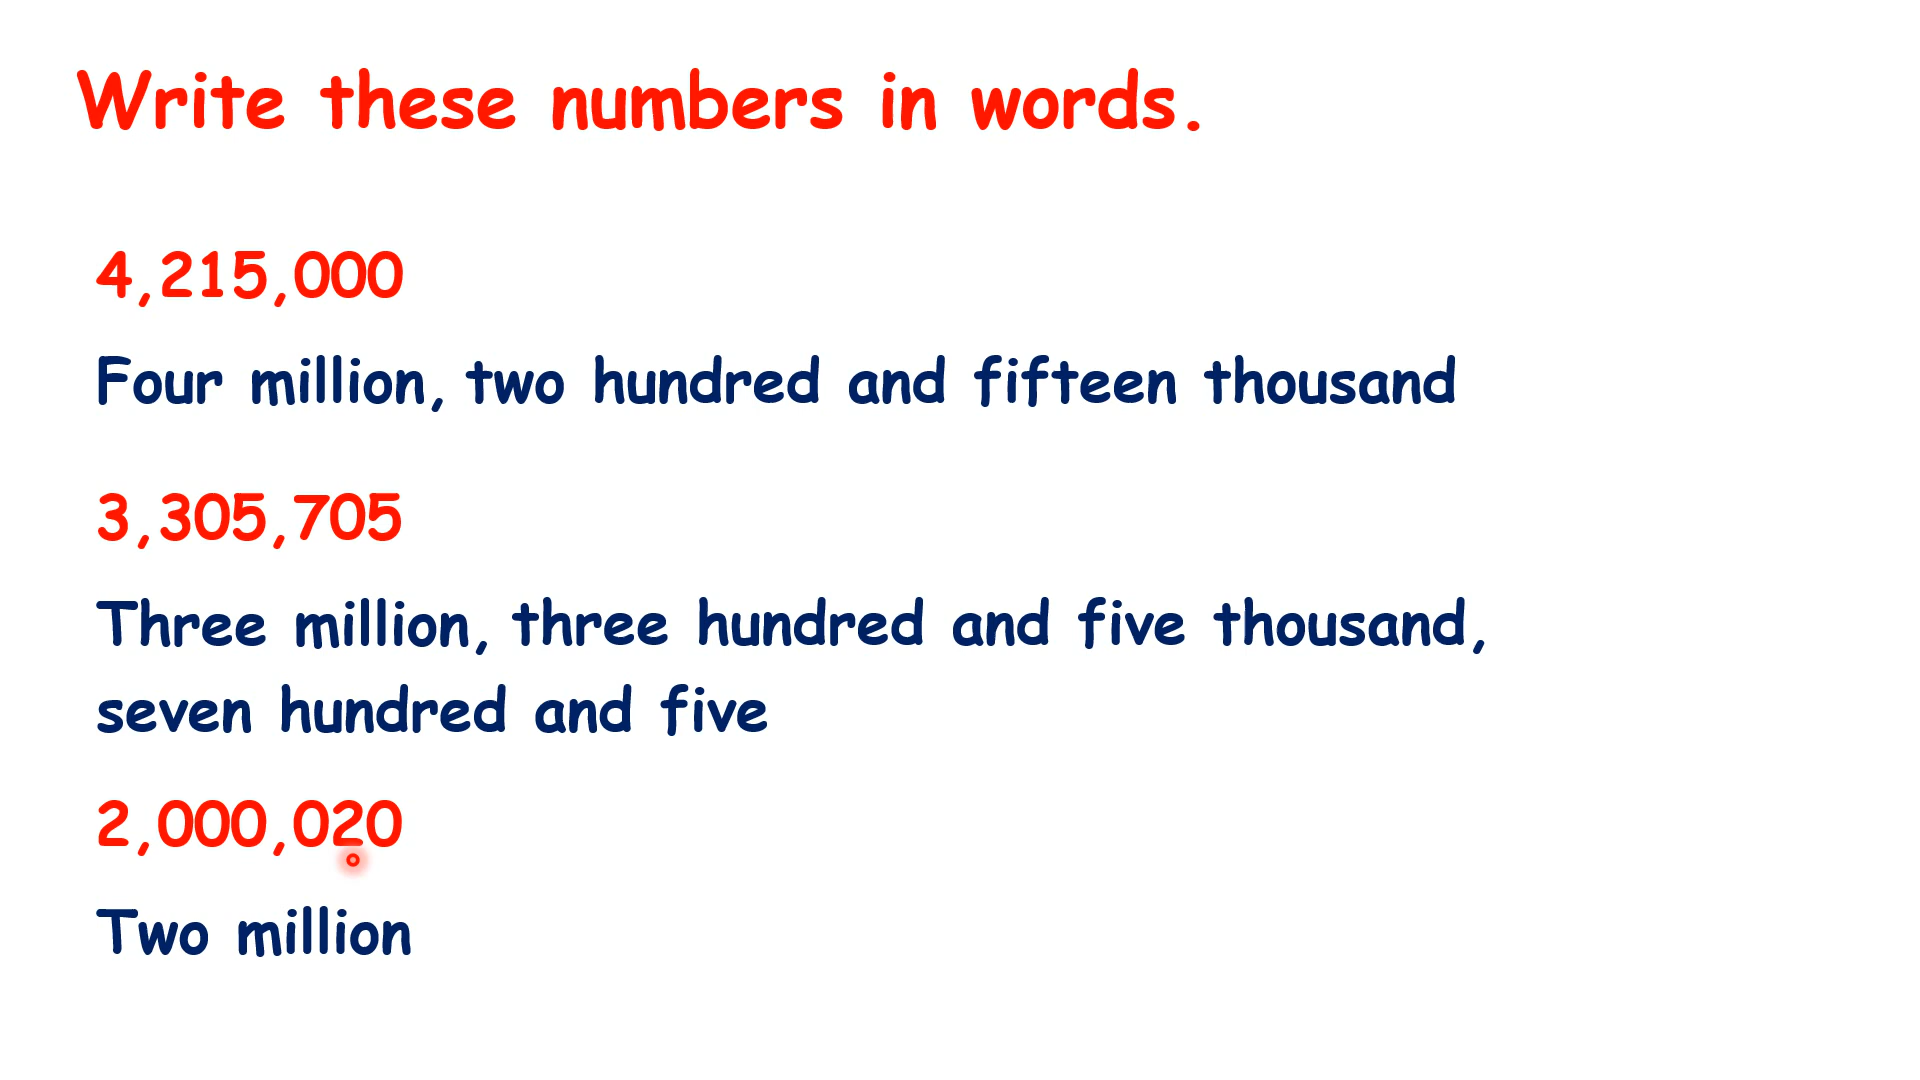 Write these numbers in words.
4,215,000
Four million, two hundred and fifteen thousand
3,305,705
Three million, three hundred and five thousand,
seven hundred and five
2,000,020
Two million